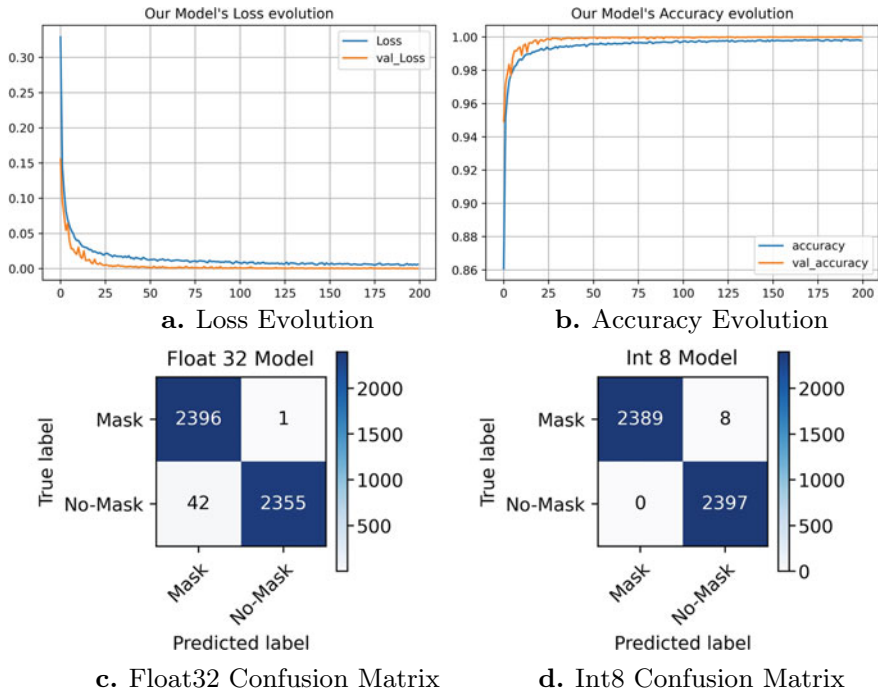 Our Model's Loss evolution
Loss
val_Loss
0.30
0.25
0.20
0.15
0.10
0.05
0.00
0 25 50 75 100 125 150 175 200
a. Loss Evolution
Our Model's Accuracy evolution
1.00
0.98
0.96
0.94
0.92
0.90
0.88
0.86
accuracy
val_accuracy
0 25 50 75 100 125 150 175 200
b. Accuracy Evolution
Float 32 Model
True label
Mask
No-Mask
2396 1
42 2355
2000
1500
1000
500
Mask
No-Mask
Predicted label
c. Float32 Confusion Matrix
Int 8 Model
True label
Mask
No-Mask
2389 8
0 2397
2000
1500
1000
500
0
Mask
No-Mask
Predicted label
d. Int8 Confusion Matrix